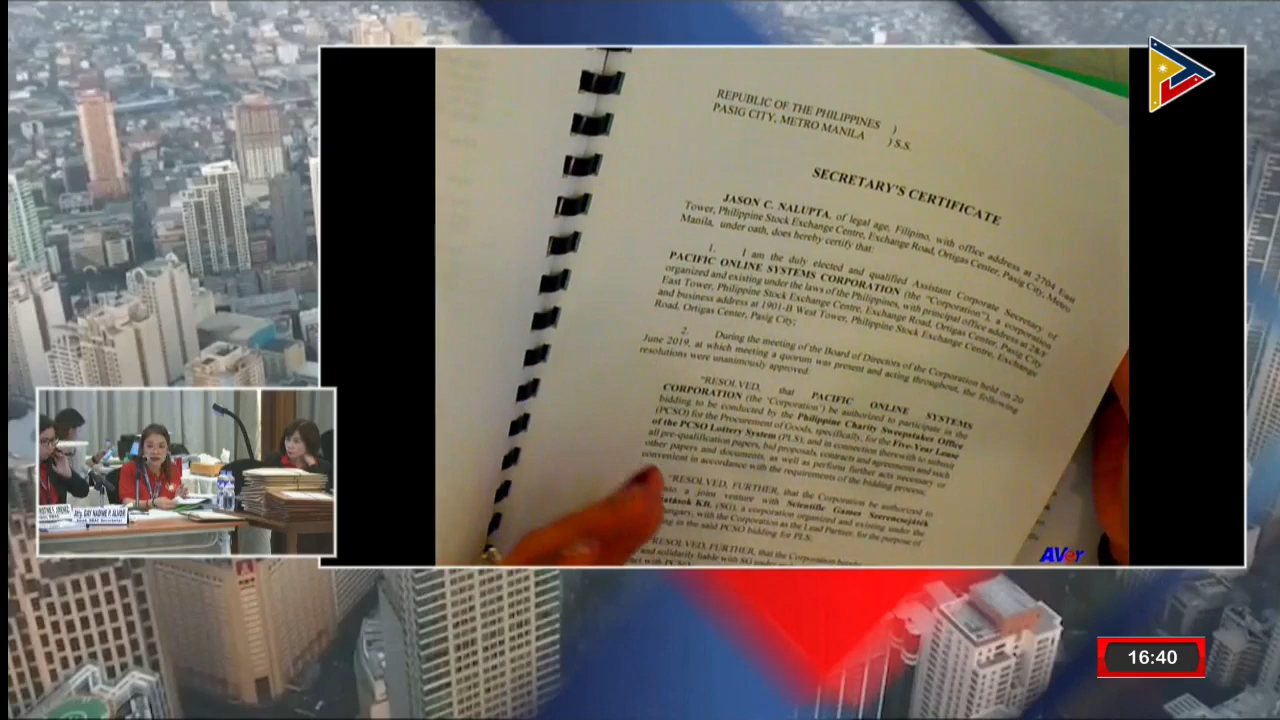 REPUBLIC OF THE PHILIPPINES )
PASIG CITY, METRO MANILA ) S.S.
SECRETARY'S CERTIFICATE
JASON C. NALUPTA, of legal age, Filipino, with office address at 2704 East
Tower, Philippine Stock Exchange Centre, Exchange Road, Ortigas Center, Pasig City, Metro
Manila, under oath, does hereby certify that:
1. I am the duly elected and qualified Assistant Corporate Secretary of
PACIFIC ONLINE SYSTEMS CORPORATION (the "Corporation"), a corporation
organized and existing under the laws of the Philippines, with principal office address at 28/F
East Tower, Philippine Stock Exchange Centre, Exchange Road, Ortigas Center, Pasig City
and business address at 1901-B West Tower, Philippine Stock Exchange Centre, Exchange
Road, Ortigas Center, Pasig City;
2. During the meeting of the Board of Directors of the Corporation held on 20
June 2019, at which meeting a quorum was present and acting throughout, the following
resolutions were unanimously approved:
"RESOLVED, that PACIFIC ONLINE SYSTEMS
CORPORATION (the 'Corporation') be authorized to participate in the
bidding to be conducted by the Philippine Charity Sweepstakes Office
(PCSO) for the Procurement of Goods, specifically, for the Five-Year Lease
of the PCSO Lottery System (PLS); and in connection therewith to submit
all pre-qualification papers, bid proposals, contracts and agreements and such
other papers and documents, as well as perform further acts necessary or
convenient in accordance with the requirements of the bidding process;
"RESOLVED, FURTHER, that the Corporation be authorized to
into a joint venture with Scientific Games Szerencsejáték
Kft. (SG), a corporation organized and existing under the
ungary, with the Corporation as the Lead Partner, for the purpose of
ing in the said PCSO bidding for PLS;
RESOLVED, FURTHER, that the Corporation
and solidarily liable with SG
AVer
Atty. GAY NADINE P. ALVOR
16:40